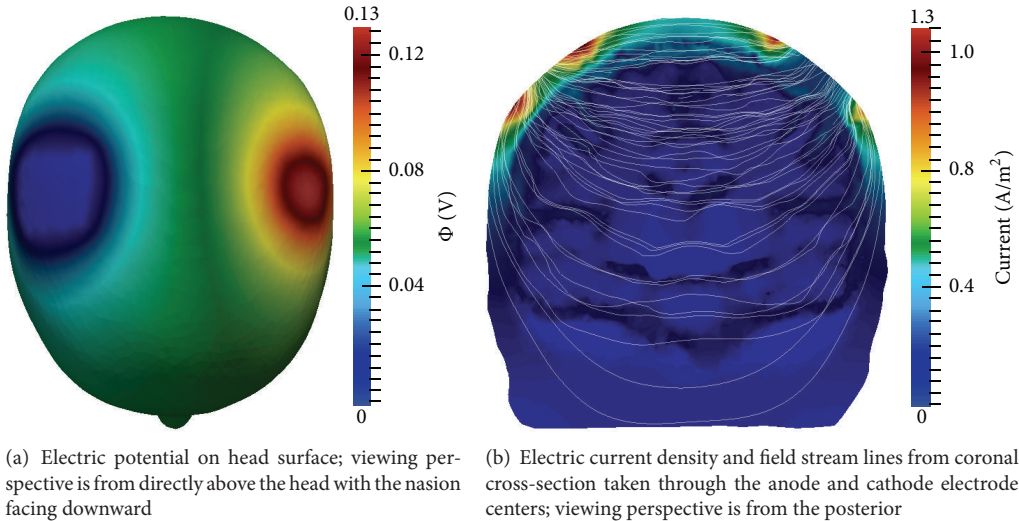 0.13
0.12
0.08
0.04
0
Φ (V)
1.3
1.0
0.8
0.4
0
Current (A/m²)
(a) Electric potential on head surface; viewing per-
spective is from directly above the head with the nasion
facing downward
(b) Electric current density and field stream lines from coronal
cross-section taken through the anode and cathode electrode
centers; viewing perspective is from the posterior